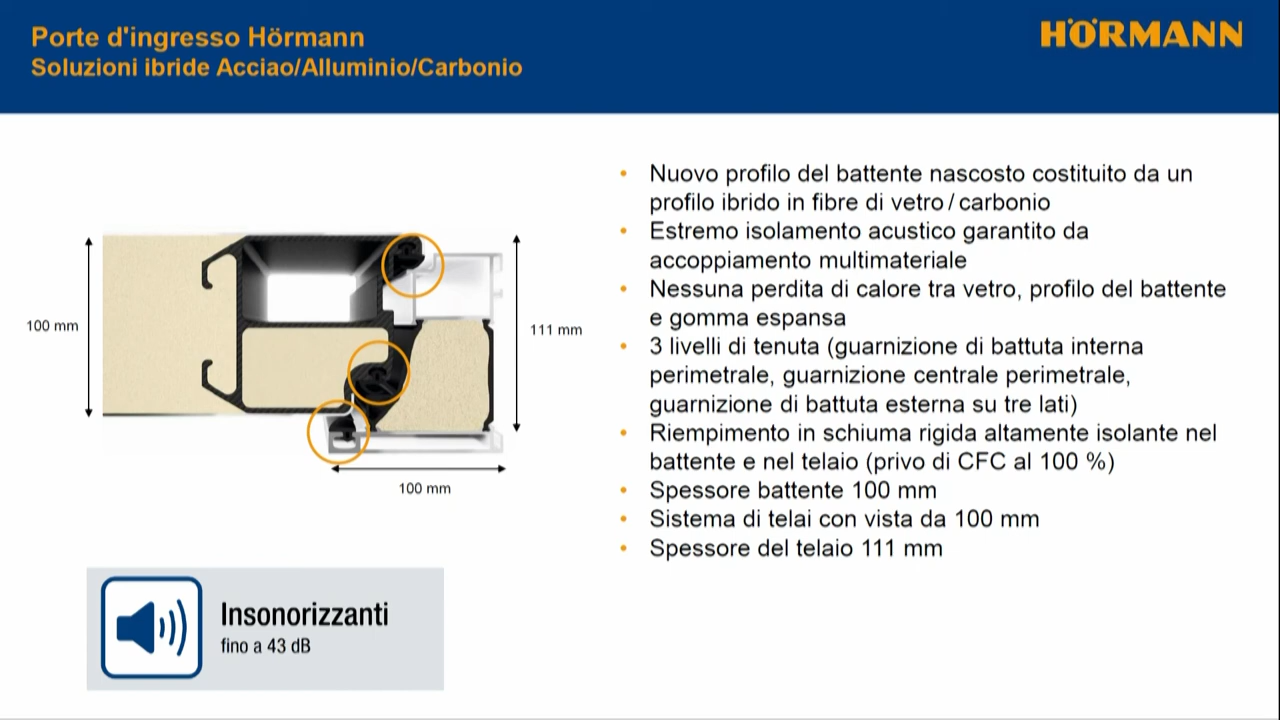 Porte d'ingresso Hörmann
Soluzioni ibride Acciao/Alluminio/Carbonio
HÖRMANN
• Nuovo profilo del battente nascosto costituito da un
profilo ibrido in fibre di vetro / carbonio
• Estremo isolamento acustico garantito da
accoppiamento multimateriale
• Nessuna perdita di calore tra vetro, profilo del battente
e gomma espansa
• 3 livelli di tenuta (guarnizione di battuta interna
perimetrale, guarnizione centrale perimetrale,
guarnizione di battuta esterna su tre lati)
• Riempimento in schiuma rigida altamente isolante nel
battente e nel telaio (privo di CFC al 100 %)
• Spessore battente 100 mm
• Sistema di telai con vista da 100 mm
• Spessore del telaio 111 mm
100 mm
111 mm
100 mm
Insonorizzanti
fino a 43 dB